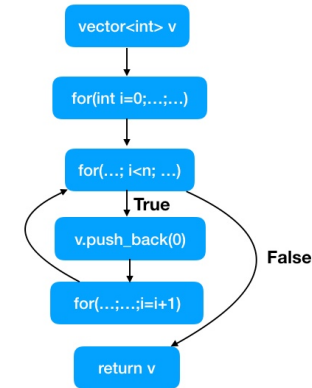 vector<int> v
for(int i=0;...;...)
for(...; i<n; ...)
True
v.push_back(0)
False
for(...;...;i=i+1)
return v